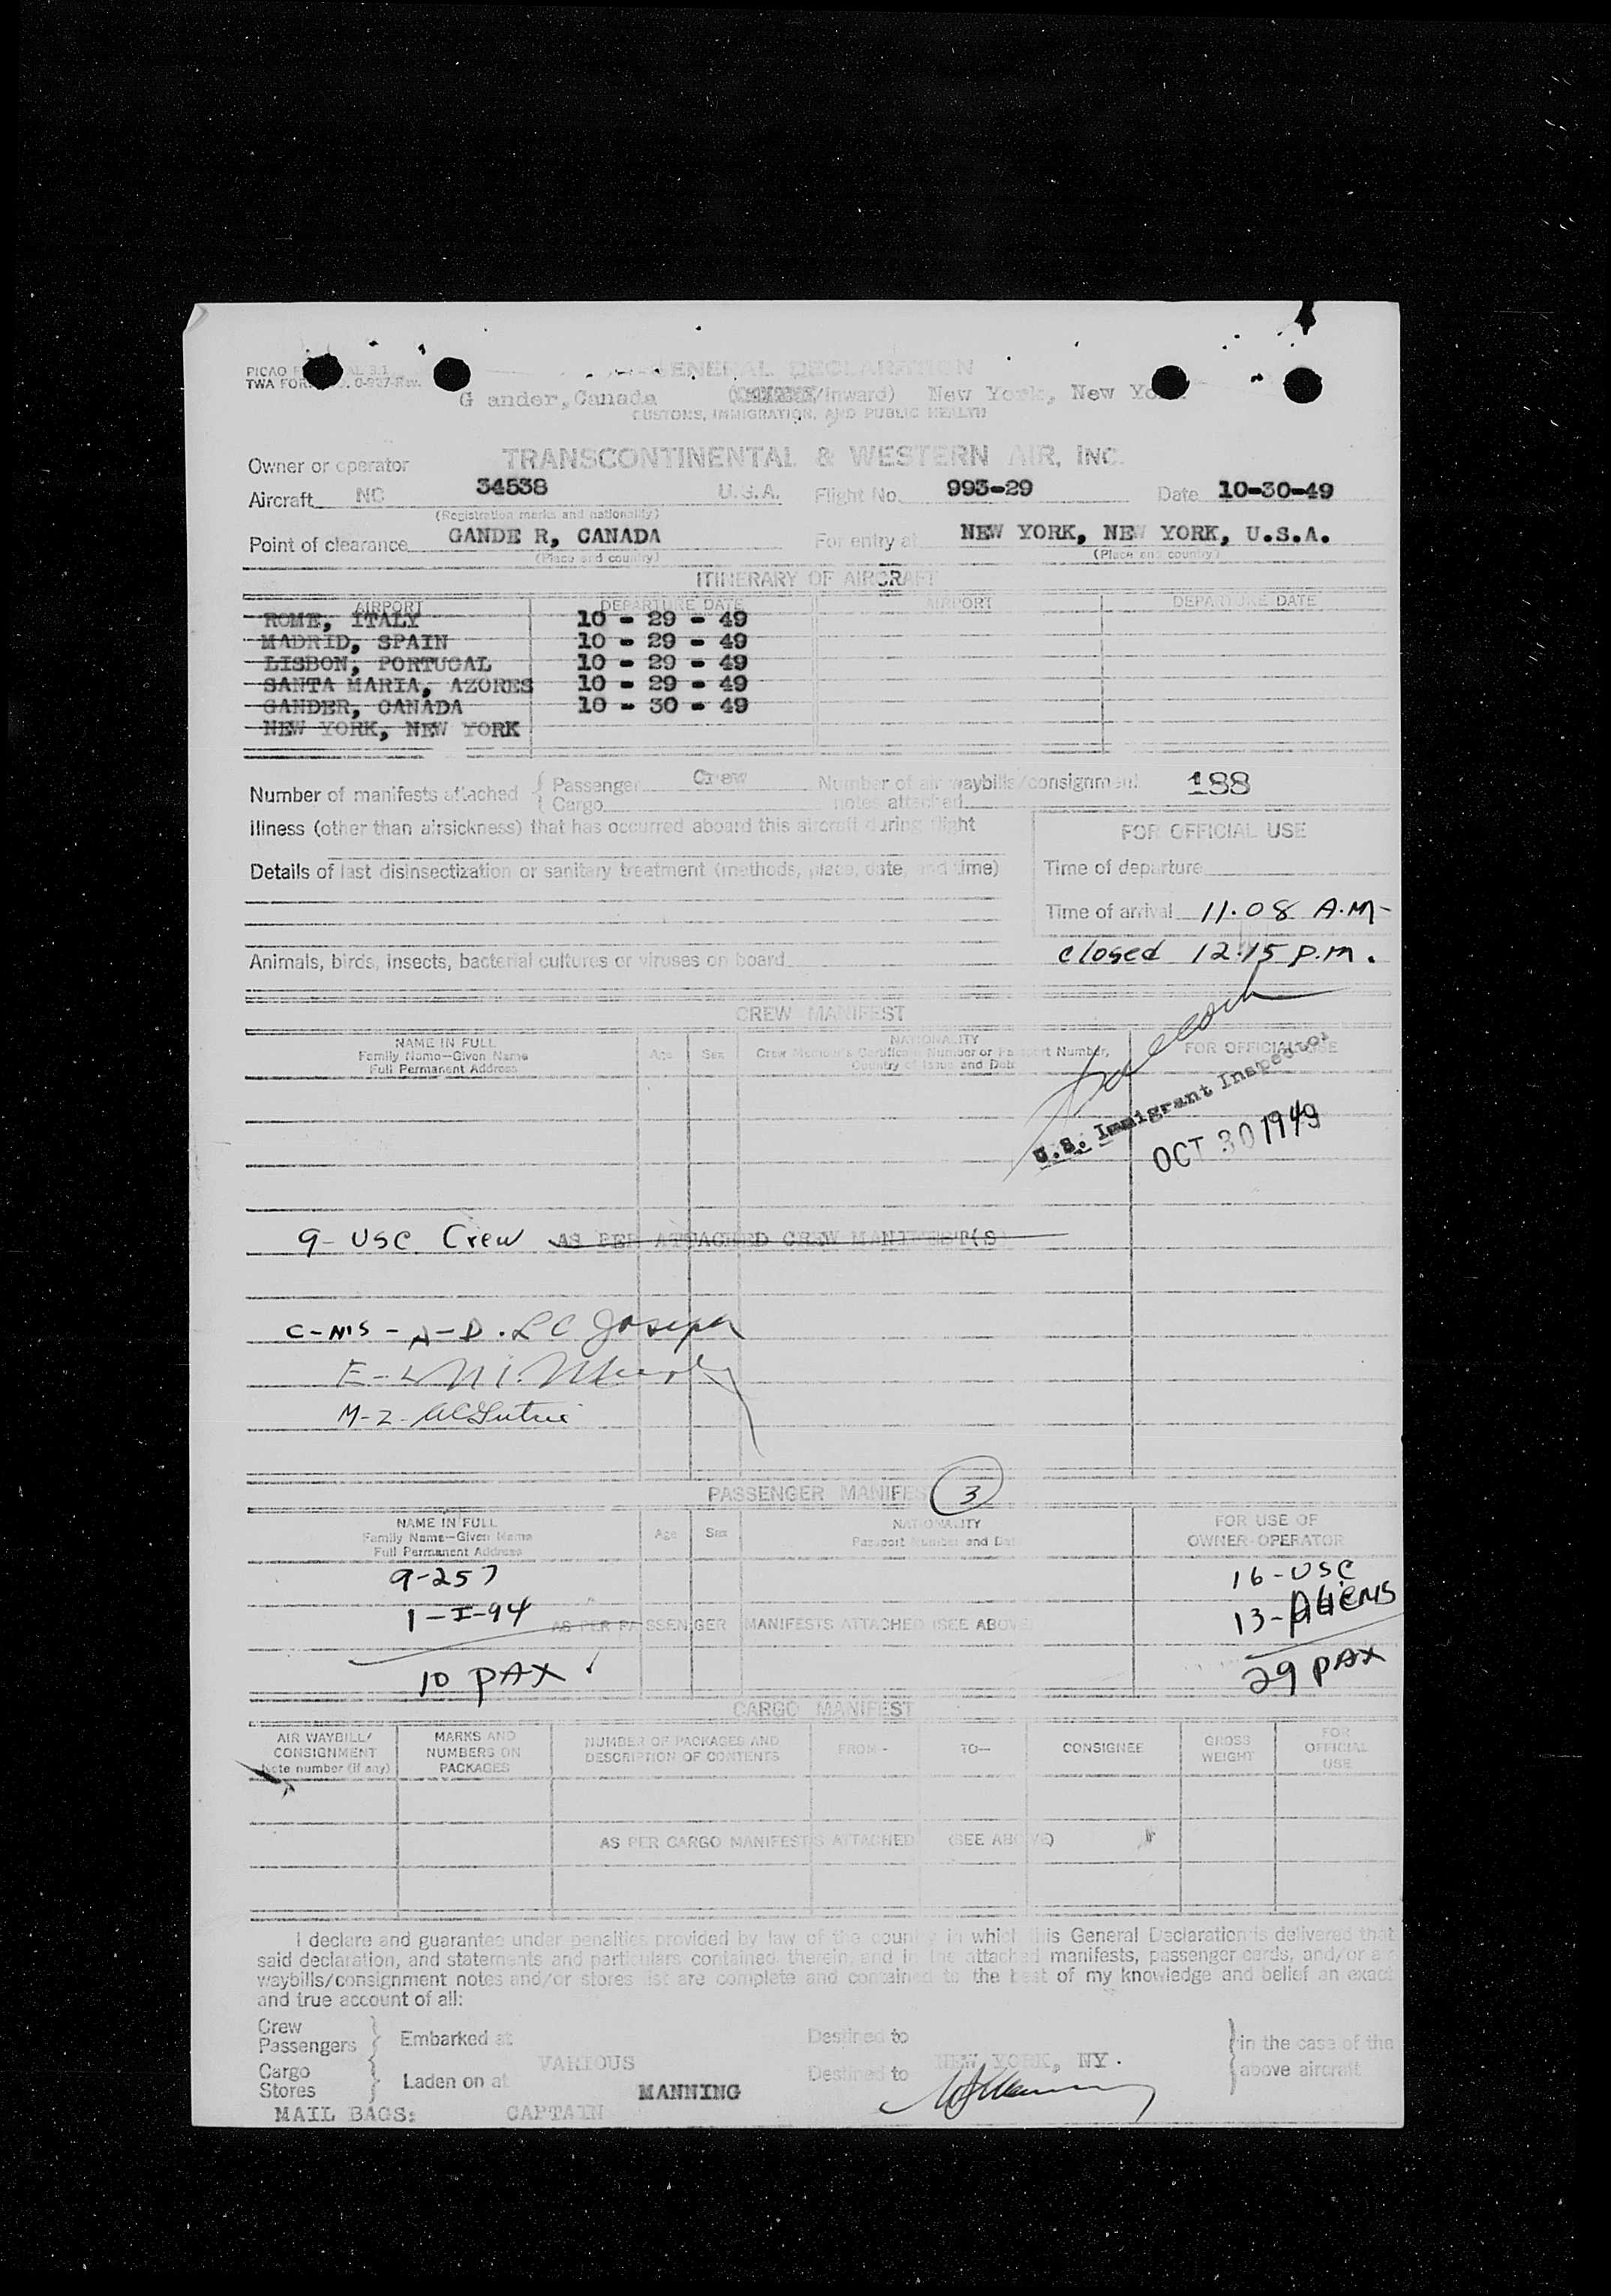 GENERAL DECLARATION
TWA FORM
G ander, Canada /Inward) New York, New York
CUSTOMS, IMMIGRATION, AND PUBLIC HEALTH
Owner or operator TRANSCONTINENTAL & WESTERN AIR, INC.
Aircraft NC 34538 U.S.A. Flight No. 993-29 Date 10-30-49
(Registration marks and nationality)
Point of clearance GANDE R, CANADA For entry at NEW YORK, NEW YORK, U.S.A.
(Place and country) (Place and country)
ITINERARY OF AIRCRAFT
AIRPORT DEPARTURE DATE AIRPORT DEPARTURE DATE
ROME, ITALY 10 - 29 - 49
MADRID, SPAIN 10 - 29 - 49
LISBON, PORTUGAL 10 - 29 - 49
SANTA MARIA, AZORES 10 - 29 - 49
GANDER, CANADA 10 - 30 - 49
NEW YORK, NEW YORK
Number of manifests attached { Passenger Crew Number of air waybills/consignment 188
Cargo notes attached
Illness (other than airsickness) that has occurred aboard this aircraft during flight
FOR OFFICIAL USE
Details of last disinsectization or sanitary treatment (methods, place, date, and time)
Time of departure
Time of arrival 11.08 A.M-
closed 12:15 P.M.
Animals, birds, insects, bacterial cultures or viruses on board
CREW MANIFEST
NAME IN FULL Age Sex NATIONALITY FOR OFFICIAL USE
Family Name—Given Name Crew Member's Certificate Number or Passport Number,
Full Permanent Address Country of Issue and Date
U.S. Immigrant Inspector
OCT 30 1949
9- USC Crew AS PER ATTACHED CREW MANIFEST(S
C-NIS - A-D. L C Joseph
M-2-
PASSENGER MANIFEST 3
NAME IN FULL Age Sex NATIONALITY FOR USE OF
Family Name—Given Name Passport Number and Date OWNER-OPERATOR
Full Permanent Address
9-257 16-USC
1-I-94 13-ALIENS
AS PER PASSENGER MANIFESTS ATTACHED (SEE ABOVE)
10 PAX 29 PAX
CARGO MANIFEST
AIR WAYBILL/ CONSIGNMENT Note number (if any)
MARKS AND NUMBERS ON PACKAGES
NUMBER OF PACKAGES AND DESCRIPTION OF CONTENTS
FROM- TO— CONSIGNEE
GROSS WEIGHT
FOR OFFICIAL USE
AS PER CARGO MANIFESTS ATTACHED (SEE ABOVE)
I declare and guarantee under penalties provided by law of the country in which this General Declaration is delivered that
said declaration, and statements and particulars contained therein, and in the attached manifests, passenger cards, and/or air
waybills/consignment notes and/or stores list are complete and contained to the best of my knowledge and belief an exact
and true account of all:
Crew
Passengers } Embarked at Destined to } in the case of the
VARIOUS NEW YORK, NY.
Cargo
Stores } Laden on at Destined to above aircraft
MANNING
MAIL BAGS: CAPTAIN